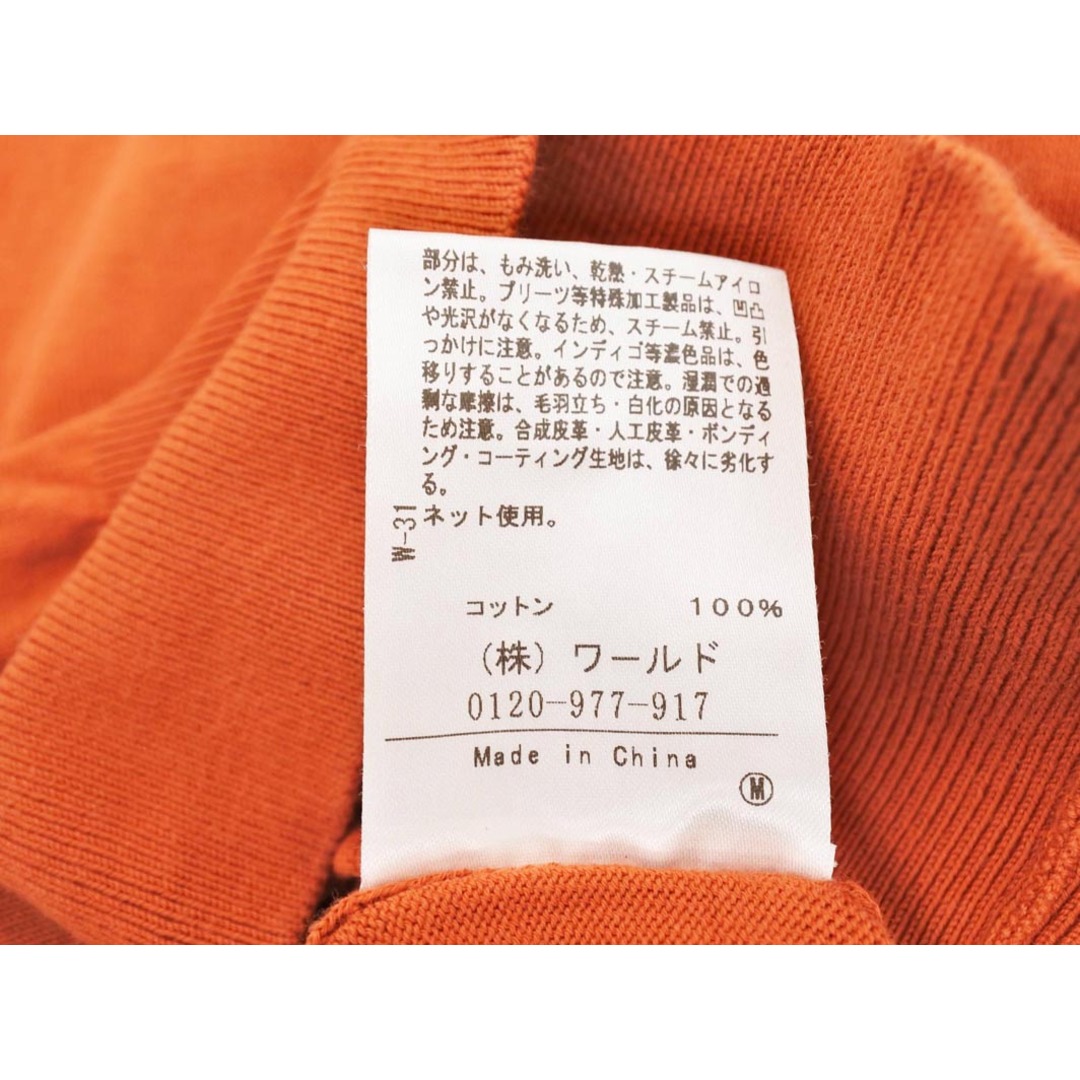 部分は、もみ洗い、乾熱・スチームアイロ
ン禁止。プリーツ等特殊加工製品は、凹凸
や光沢がなくなるため、スチーム禁止。引
っかけに注意。インディゴ等濃色品は、色
移りすることがあるので注意。湿潤での過
剰な摩擦は、毛羽立ち・白化の原因となる
ため注意。合成皮革・人工皮革・ボンディ
ング・コーティング生地は、徐々に劣化す
る。
ネット使用。
W-31
コットン 100%
(株)ワールド
0120-977-917
Made in China
M